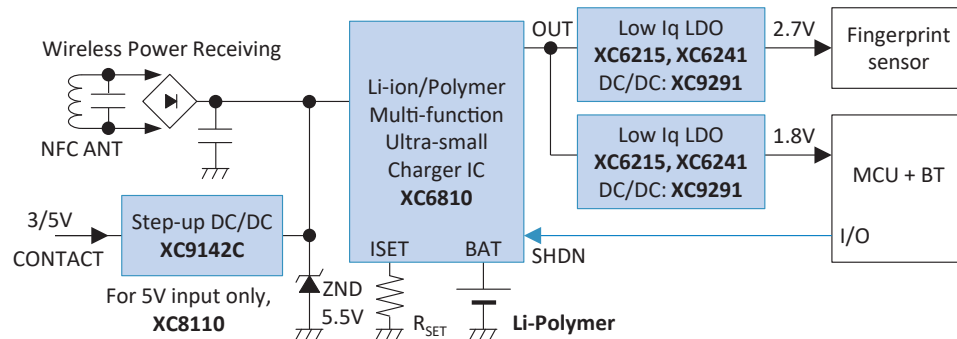 Wireless Power Receiving
NFC ANT
3/5V
CONTACT
Step-up DC/DC
XC9142C
For 5V input only,
XC8110
ZND
5.5V
Li-ion/Polymer
Multi-function
Ultra-small
Charger IC
XC6810
ISET
BAT
RSET
Li-Polymer
OUT
SHDN
Low Iq LDO
XC6215, XC6241
DC/DC: XC9291
2.7V
Fingerprint
sensor
Low Iq LDO
XC6215, XC6241
DC/DC: XC9291
1.8V
MCU + BT
I/O